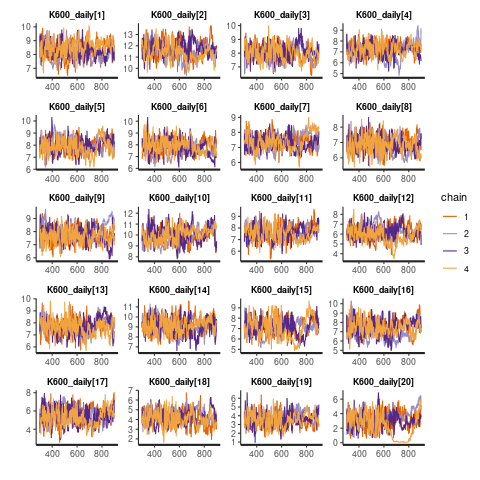 K600_daily[1] K600_daily[2] K600_daily[3] K600_daily[4]
10 9 8 7
13 12 11 10
10 9 8 7
9 8 7 6 5
400 600 800 400 600 800 400 600 800 400 600 800
K600_daily[5] K600_daily[6] K600_daily[7] K600_daily[8]
10 9 8 7 6
10 9 8 7 6
9 8 7 6
8 7 6
400 600 800 400 600 800 400 600 800 400 600 800
K600_daily[9] K600_daily[10] K600_daily[11] K600_daily[12]
9 8 7 6
12 11 10 9 8
9 8 7 6
8 7 6 5 4
400 600 800 400 600 800 400 600 800 400 600 800
K600_daily[13] K600_daily[14] K600_daily[15] K600_daily[16]
10 9 8 7 6
11 10 9 8 7
9 8 7 6 5
10 9 8 7 6 5
400 600 800 400 600 800 400 600 800 400 600 800
K600_daily[17] K600_daily[18] K600_daily[19] K600_daily[20]
8 6 4
7 6 5 4 3 2
6 5 4 3 2 1
6 4 2 0
400 600 800 400 600 800 400 600 800 400 600 800
chain
1
2
3
4